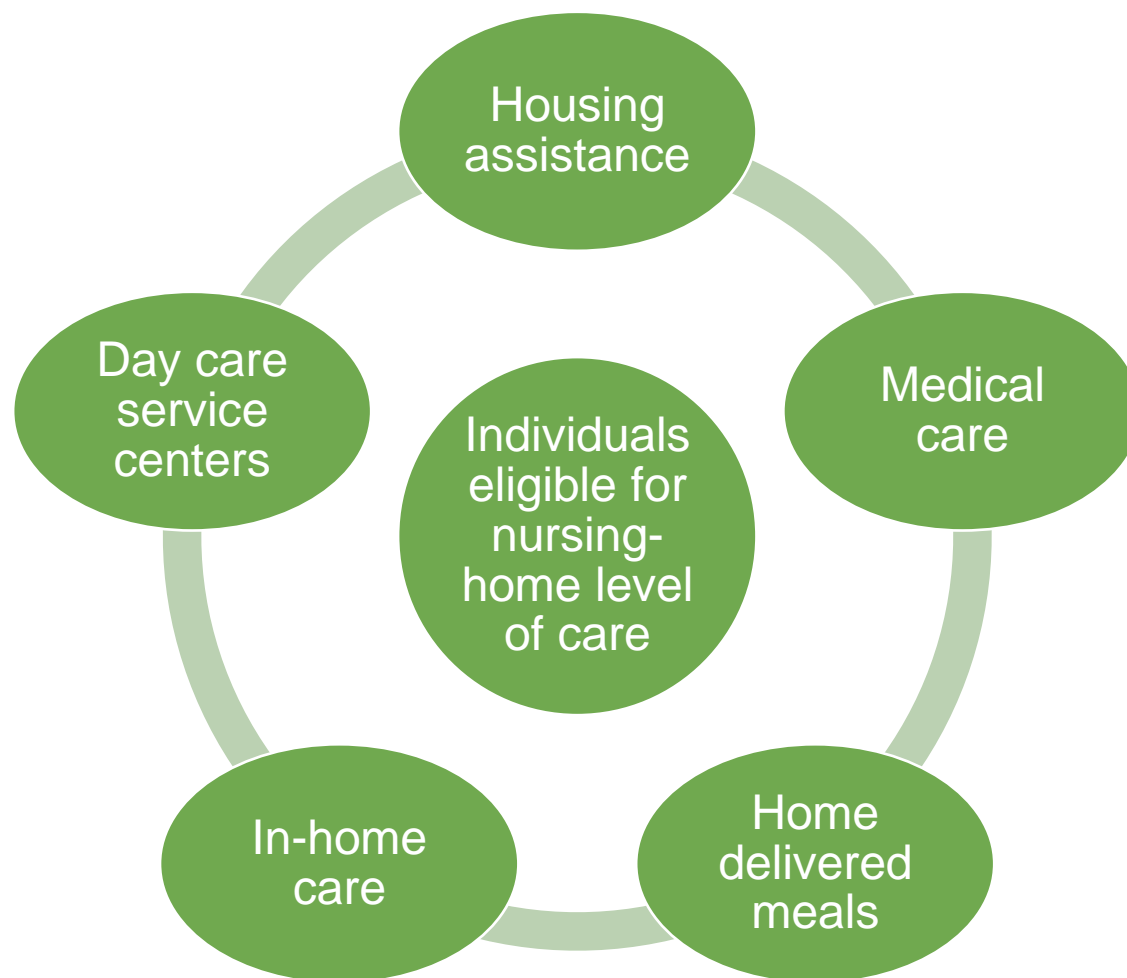 Housing
assistance
Medical
care
Home
delivered
meals
In-home
care
Day care
service
centers
Individuals
eligible for
nursing-
home level
of care